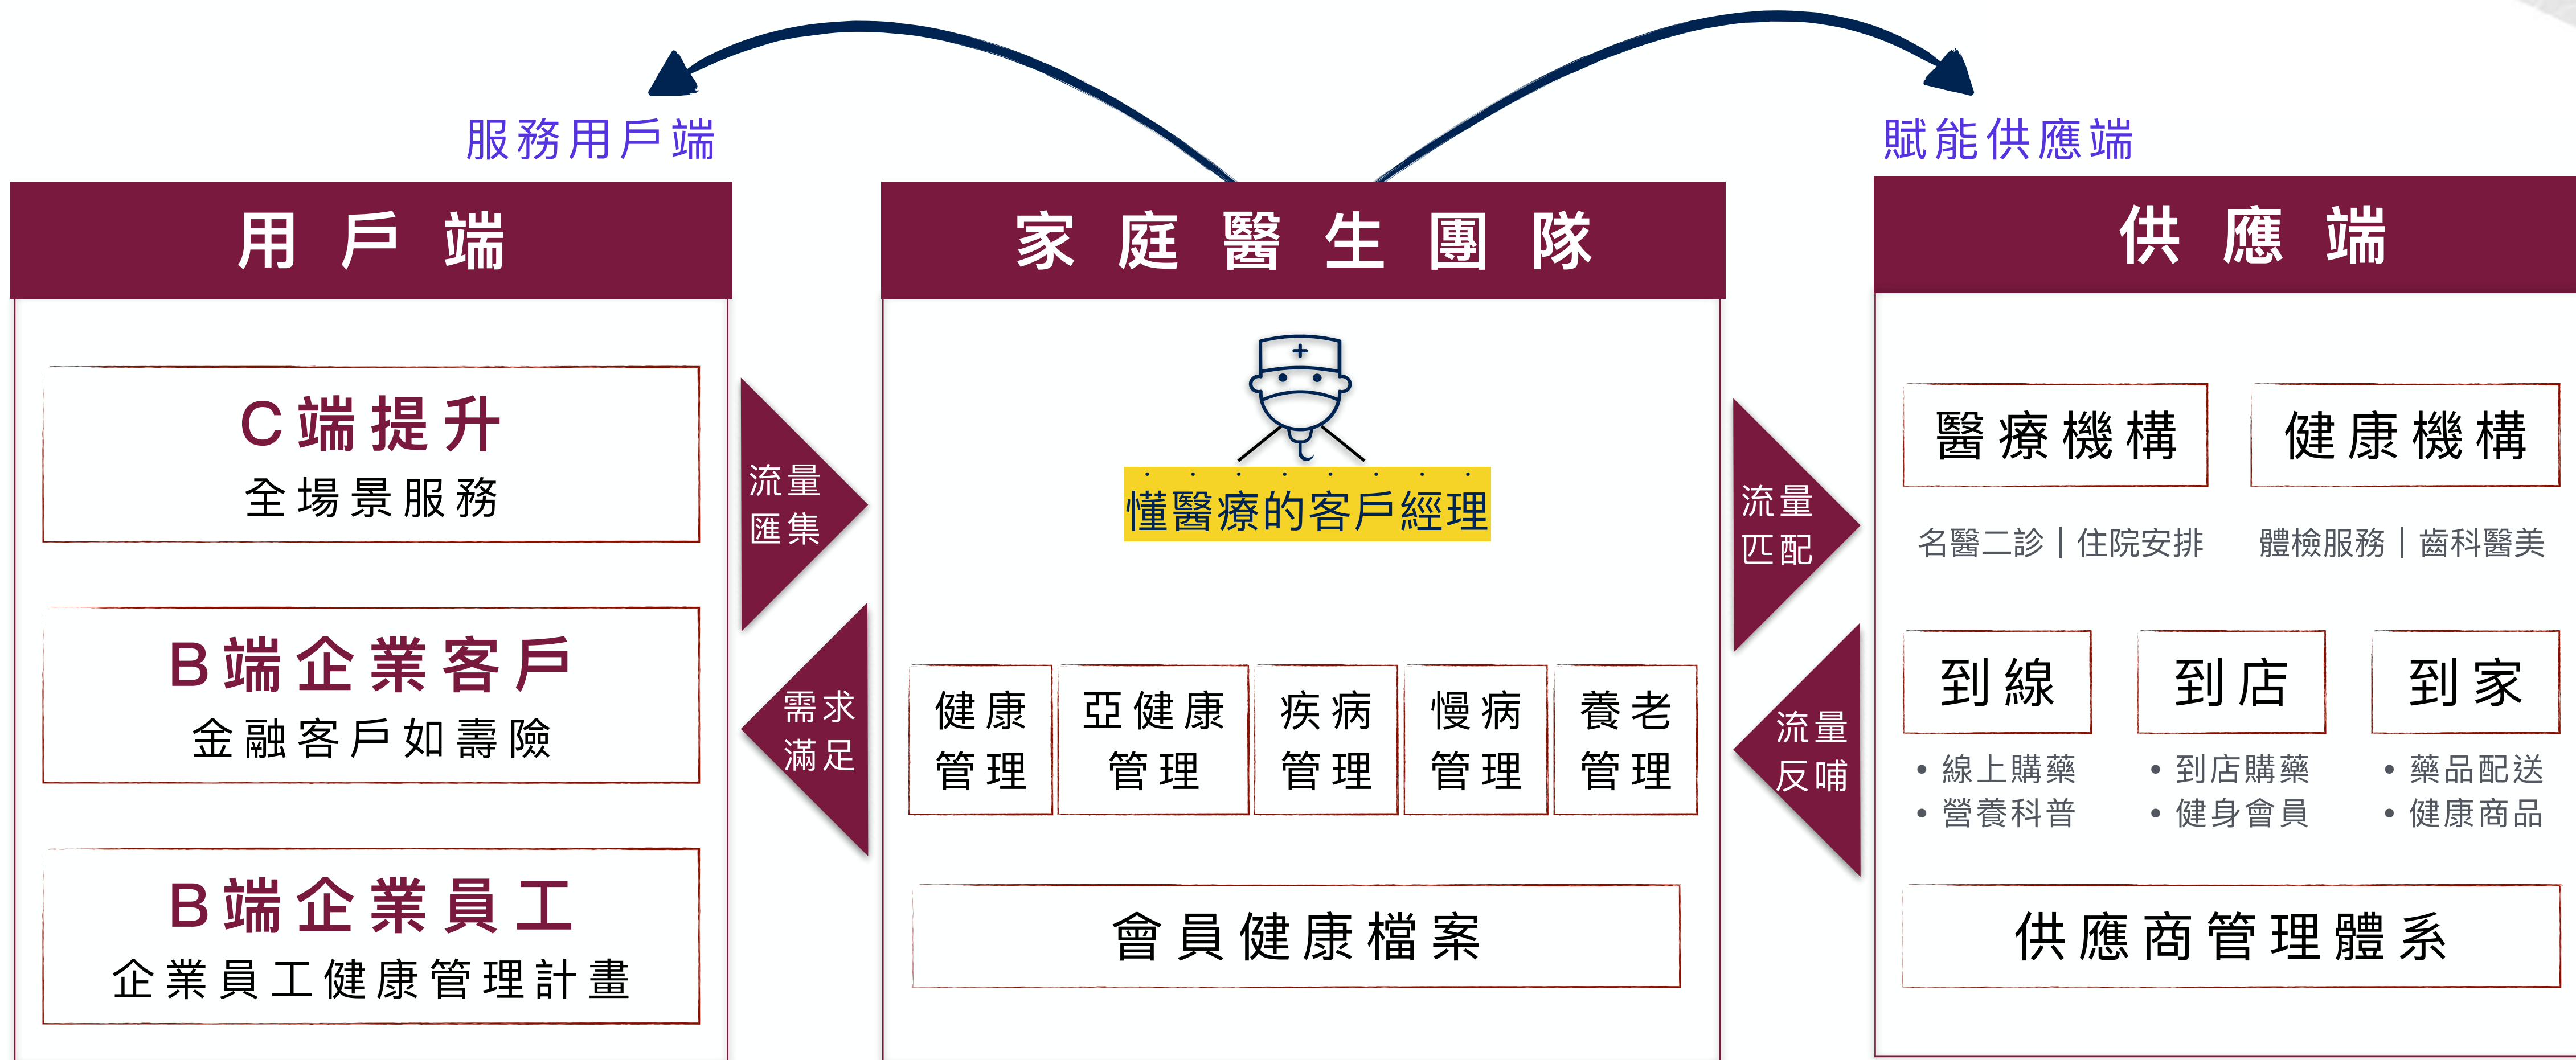 服務用戶端
賦能供應端
用戶端
C端提升
全場景服務
B端企業客戶
金融客戶如壽險
B端企業員工
企業員工健康管理計畫
流量
匯集
需求
滿足
家庭醫生團隊
懂醫療的客戶經理
健康
管理
亞健康
管理
疾病
管理
慢病
管理
養老
管理
會員健康檔案
流量
匹配
流量
反哺
供應端
醫療機構
健康機構
名醫二診｜住院安排
體檢服務｜齒科醫美
到線
到店
到家
• 線上購藥
• 營養科普
• 到店購藥
• 健身會員
• 藥品配送
• 健康商品
供應商管理體系